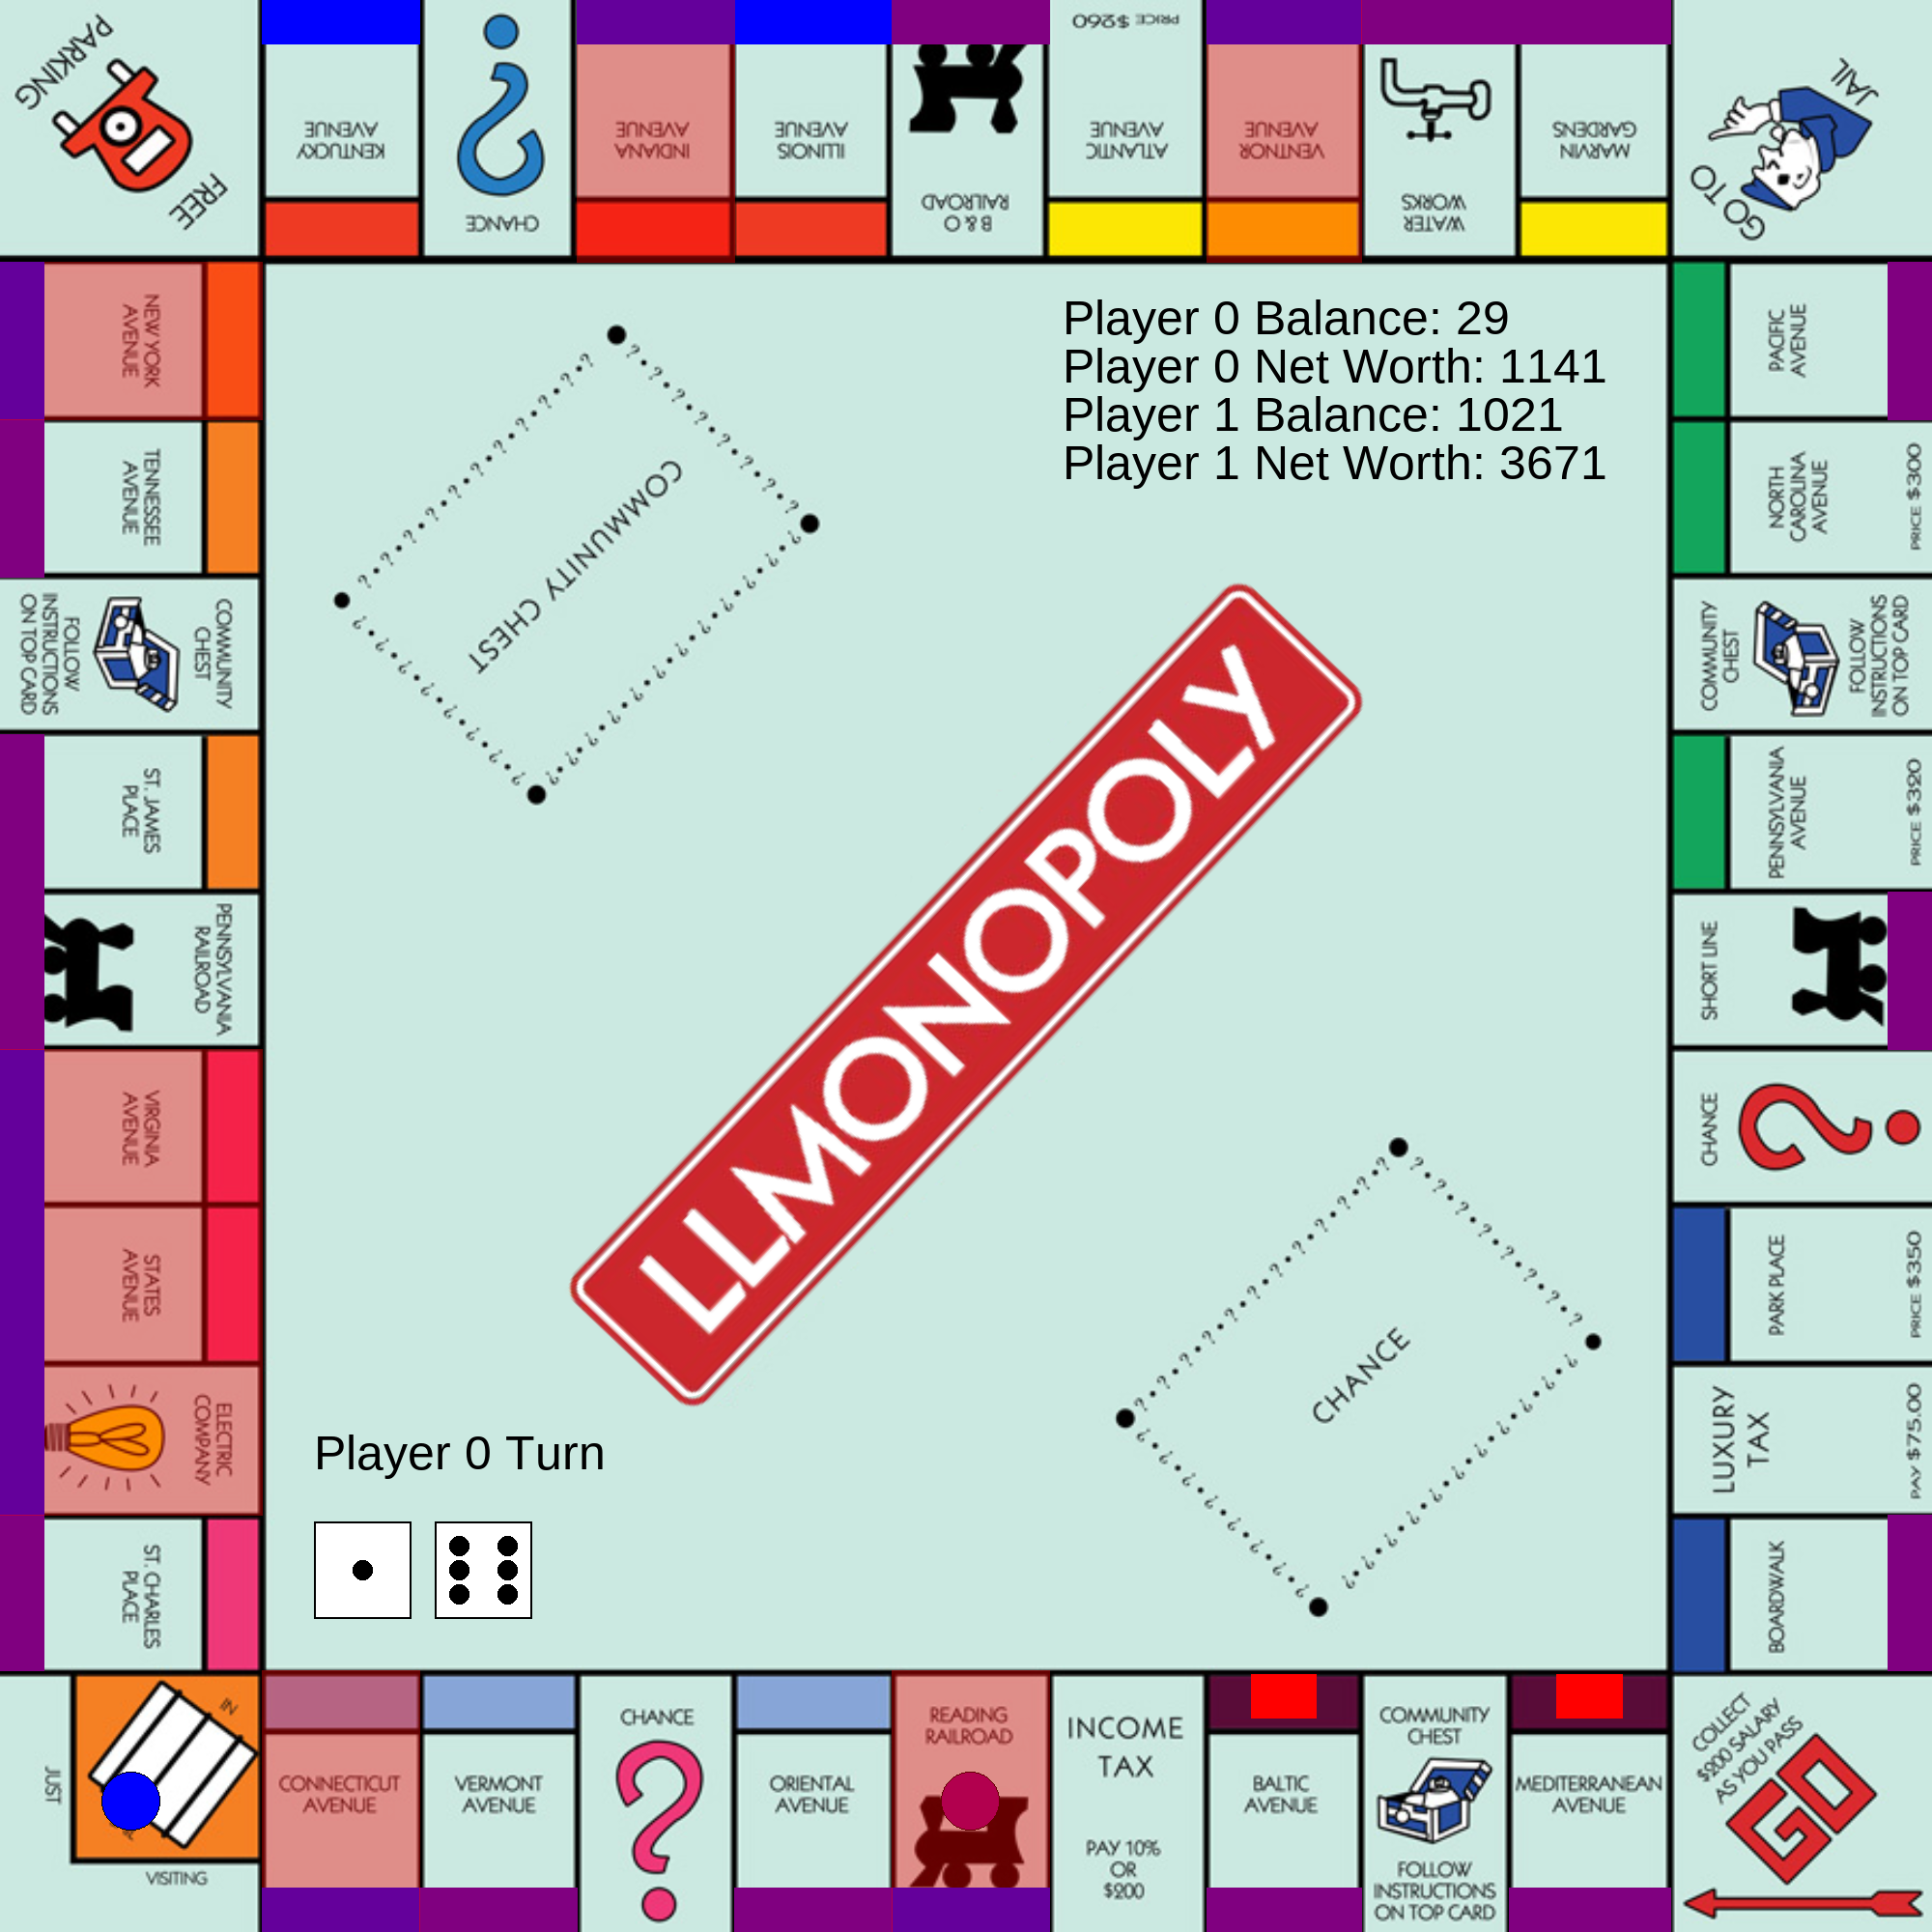 PARKING
FREE
KENTUCKY
AVENUE
CHANCE
INDIANA
AVENUE
ILLINOIS
AVENUE
B & O
RAILROAD
PRICE $260
ATLANTIC
AVENUE
VENTNOR
AVENUE
WATER
WORKS
MARVIN
GARDENS
GO TO
JAIL
NEW YORK
AVENUE
TENNESSEE
AVENUE
COMMUNITY
CHEST
FOLLOW
INSTRUCTIONS
ON TOP CARD
ST. JAMES
PLACE
PENNSYLVANIA
RAILROAD
VIRGINIA
AVENUE
STATES
AVENUE
ELECTRIC
COMPANY
ST. CHARLES
PLACE
Player 0 Balance: 29
Player 0 Net Worth: 1141
Player 1 Balance: 1021
Player 1 Net Worth: 3671
COMMUNITY CHEST
LLMONOPOLY
CHANCE
Player 0 Turn
PACIFIC
AVENUE
NORTH
CAROLINA
AVENUE
PRICE $300
COMMUNITY
CHEST
FOLLOW
INSTRUCTIONS
ON TOP CARD
PENNSYLVANIA
AVENUE
PRICE $320
SHORT LINE
CHANCE
PARK PLACE
PRICE $350
LUXURY
TAX
PAY $75.00
BOARDWALK
JUST
VISITING
IN
CONNECTICUT
AVENUE
VERMONT
AVENUE
CHANCE
ORIENTAL
AVENUE
READING
RAILROAD
INCOME
TAX
PAY 10%
OR
$200
BALTIC
AVENUE
COMMUNITY
CHEST
FOLLOW
INSTRUCTIONS
ON TOP CARD
MEDITERRANEAN
AVENUE
COLLECT
$200 SALARY
AS YOU PASS
GO